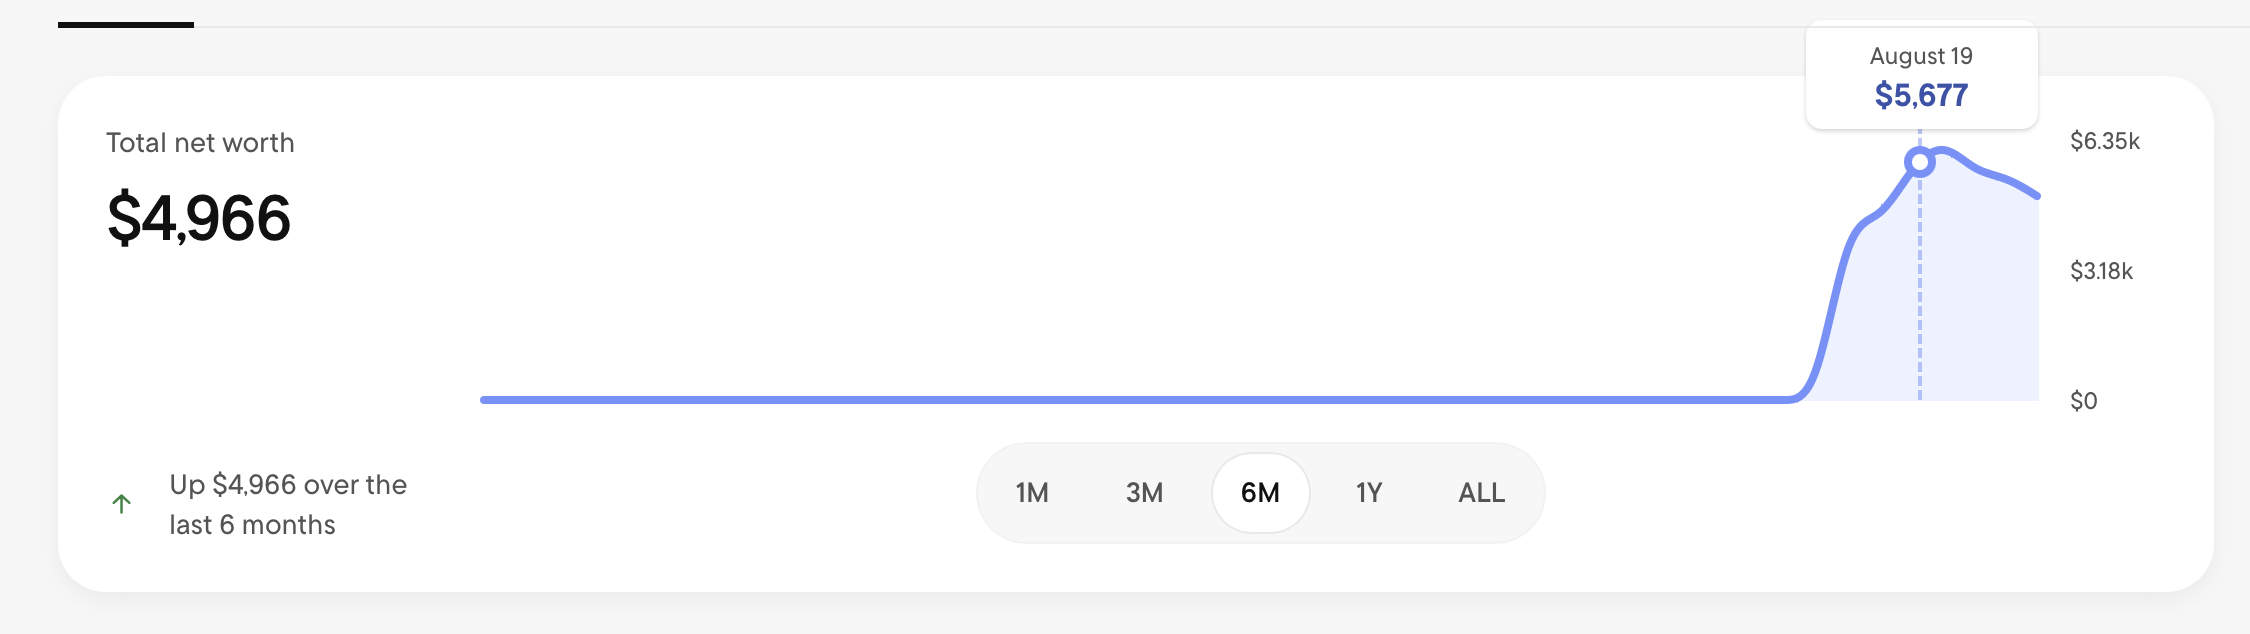 August 19
$5,677
Total net worth
$4,966
$6.35k
$3.18k
$0
Up $4,966 over the
last 6 months
1M 3M 6M 1Y ALL